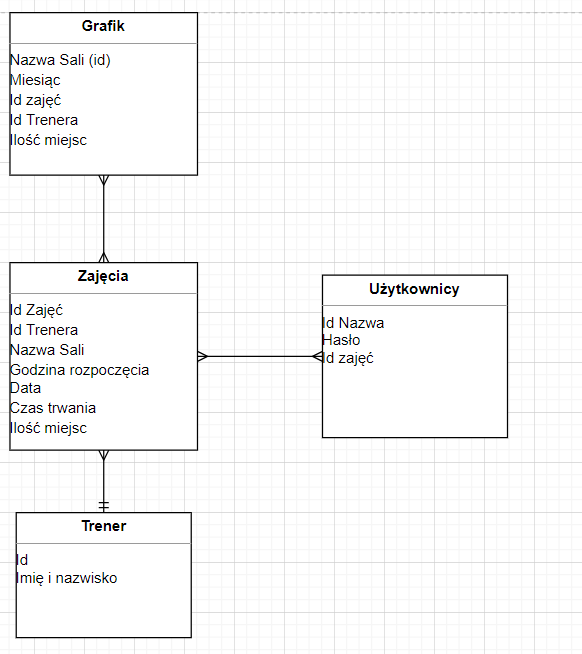 Grafik
Nazwa Sali (id)
Miesiąc
Id zajęć
Id Trenera
Ilość miejsc
Zajęcia
Id Zajęć
Id Trenera
Nazwa Sali
Godzina rozpoczęcia
Data
Czas trwania
Ilość miejsc
Użytkownicy
Id Nazwa
Hasło
Id zajęć
Trener
Id
Imię i nazwisko